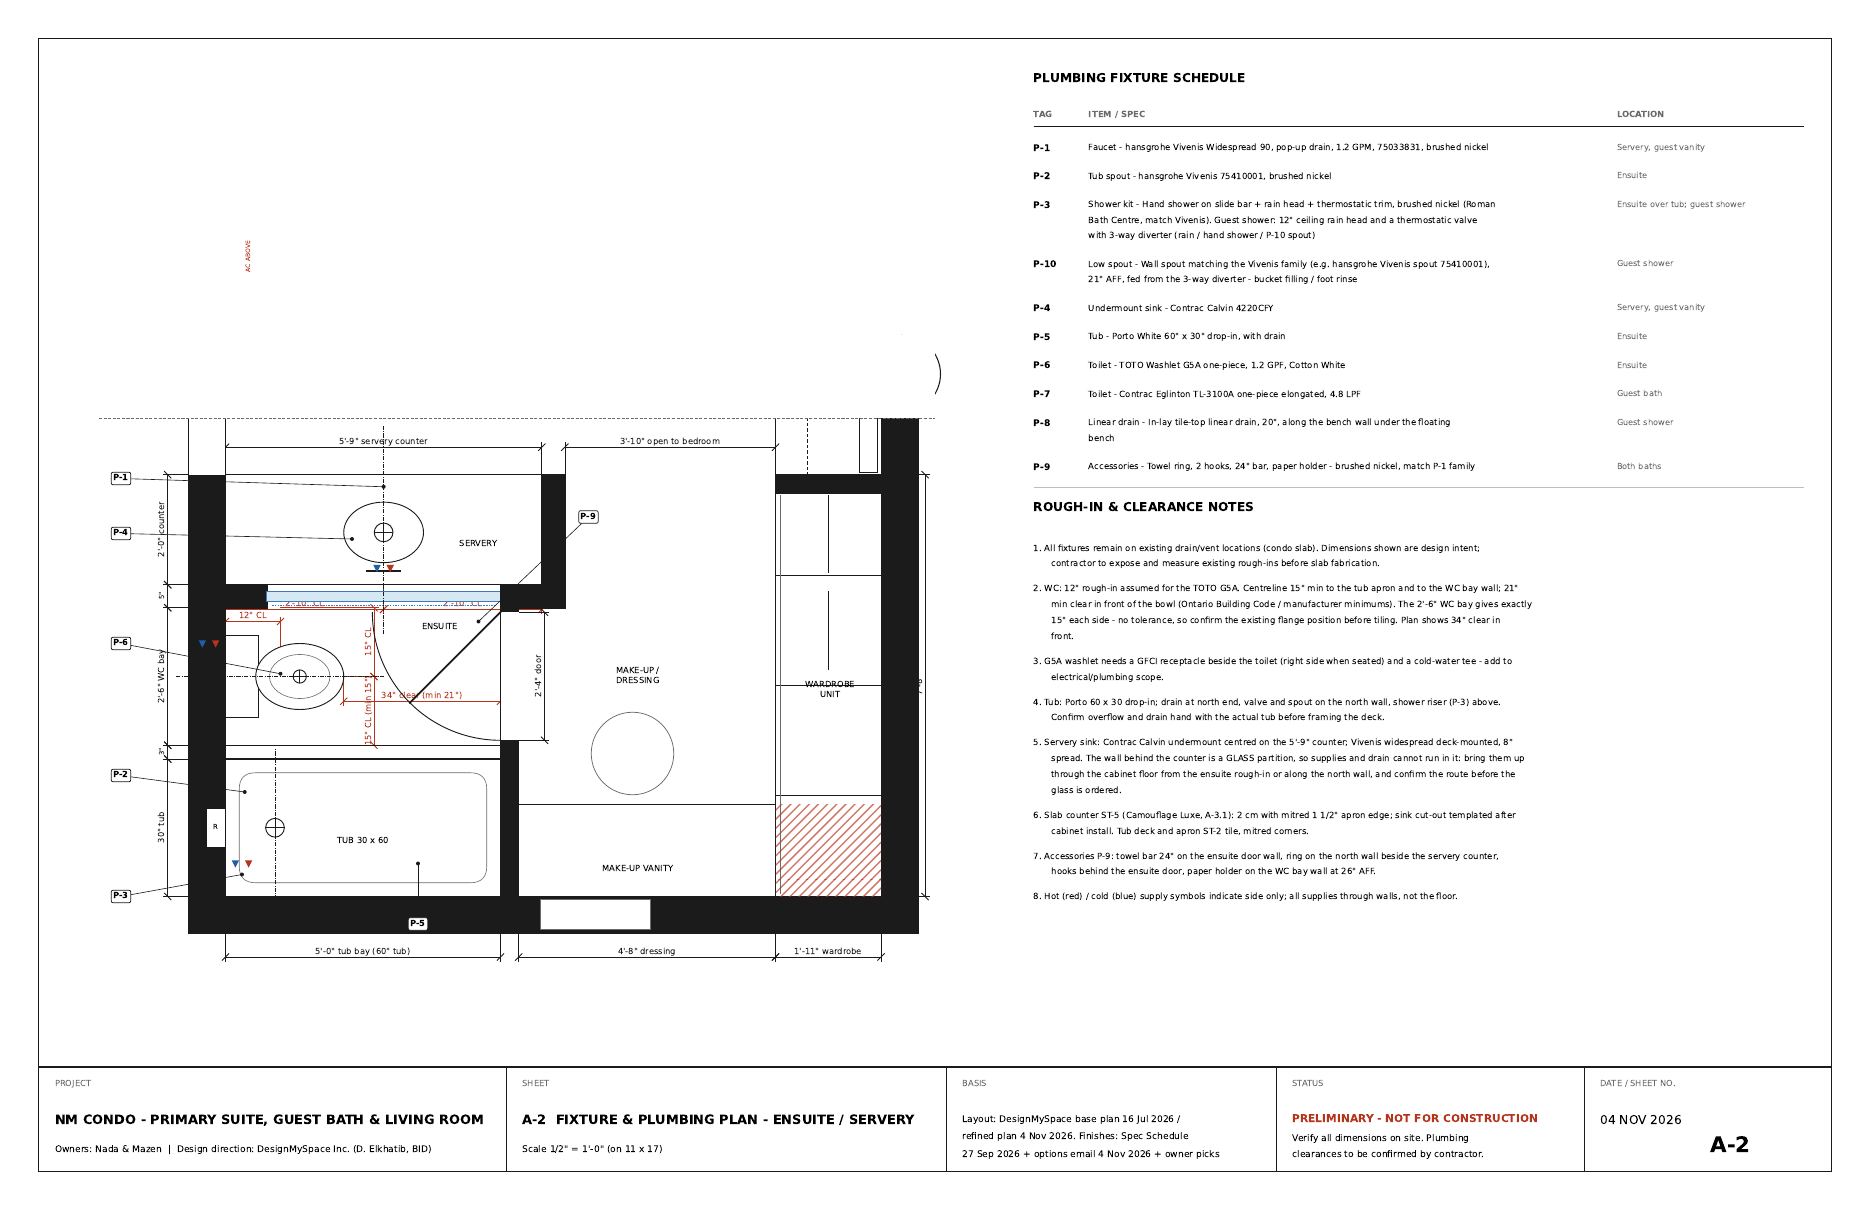 AC ABOVE
5'-9" servery counter
3'-10" open to bedroom
P-1
P-9
2'-0" counter
P-4
SERVERY
5"
2'-10" CL
2'-10" CL
12" CL
ENSUITE
15" CL
P-6
2'-6" WC bay
2'-4" door
MAKE-UP /
DRESSING
WARDROBE
UNIT
34" clear (min 21")
15" CL (min 15")
3"
P-2
30" tub
R
TUB 30 x 60
MAKE-UP VANITY
P-3
P-5
5'-0" tub bay (60" tub)
4'-8" dressing
1'-11" wardrobe
PLUMBING FIXTURE SCHEDULE
TAG ITEM / SPEC LOCATION
P-1 Faucet - hansgrohe Vivenis Widespread 90, pop-up drain, 1.2 GPM, 75033831, brushed nickel Servery, guest vanity
P-2 Tub spout - hansgrohe Vivenis 75410001, brushed nickel Ensuite
P-3 Shower kit - Hand shower on slide bar + rain head + thermostatic trim, brushed nickel (Roman Ensuite over tub; guest shower
Bath Centre, match Vivenis). Guest shower: 12" ceiling rain head and a thermostatic valve
with 3-way diverter (rain / hand shower / P-10 spout)
P-10 Low spout - Wall spout matching the Vivenis family (e.g. hansgrohe Vivenis spout 75410001), Guest shower
21" AFF, fed from the 3-way diverter - bucket filling / foot rinse
P-4 Undermount sink - Contrac Calvin 4220CFY Servery, guest vanity
P-5 Tub - Porto White 60" x 30" drop-in, with drain Ensuite
P-6 Toilet - TOTO Washlet G5A one-piece, 1.2 GPF, Cotton White Ensuite
P-7 Toilet - Contrac Eglinton TL-3100A one-piece elongated, 4.8 LPF Guest bath
P-8 Linear drain - In-lay tile-top linear drain, 20", along the bench wall under the floating Guest shower
bench
P-9 Accessories - Towel ring, 2 hooks, 24" bar, paper holder - brushed nickel, match P-1 family Both baths
ROUGH-IN & CLEARANCE NOTES
1. All fixtures remain on existing drain/vent locations (condo slab). Dimensions shown are design intent;
contractor to expose and measure existing rough-ins before slab fabrication.
2. WC: 12" rough-in assumed for the TOTO G5A. Centreline 15" min to the tub apron and to the WC bay wall; 21"
min clear in front of the bowl (Ontario Building Code / manufacturer minimums). The 2'-6" WC bay gives exactly
15" each side - no tolerance, so confirm the existing flange position before tiling. Plan shows 34" clear in
front.
3. G5A washlet needs a GFCI receptacle beside the toilet (right side when seated) and a cold-water tee - add to
electrical/plumbing scope.
4. Tub: Porto 60 x 30 drop-in; drain at north end, valve and spout on the north wall, shower riser (P-3) above.
Confirm overflow and drain hand with the actual tub before framing the deck.
5. Servery sink: Contrac Calvin undermount centred on the 5'-9" counter; Vivenis widespread deck-mounted, 8"
spread. The wall behind the counter is a GLASS partition, so supplies and drain cannot run in it: bring them up
through the cabinet floor from the ensuite rough-in or along the north wall, and confirm the route before the
glass is ordered.
6. Slab counter ST-5 (Camouflage Luxe, A-3.1): 2 cm with mitred 1 1/2" apron edge; sink cut-out templated after
cabinet install. Tub deck and apron ST-2 tile, mitred corners.
7. Accessories P-9: towel bar 24" on the ensuite door wall, ring on the north wall beside the servery counter,
hooks behind the ensuite door, paper holder on the WC bay wall at 26" AFF.
8. Hot (red) / cold (blue) supply symbols indicate side only; all supplies through walls, not the floor.
PROJECT
NM CONDO - PRIMARY SUITE, GUEST BATH & LIVING ROOM
Owners: Nada & Mazen | Design direction: DesignMySpace Inc. (D. Elkhatib, BID)
SHEET
A-2 FIXTURE & PLUMBING PLAN - ENSUITE / SERVERY
Scale 1/2" = 1'-0" (on 11 x 17)
BASIS
Layout: DesignMySpace base plan 16 Jul 2026 /
refined plan 4 Nov 2026. Finishes: Spec Schedule
27 Sep 2026 + options email 4 Nov 2026 + owner picks
STATUS
PRELIMINARY - NOT FOR CONSTRUCTION
Verify all dimensions on site. Plumbing
clearances to be confirmed by contractor.
DATE / SHEET NO.
04 NOV 2026
A-2